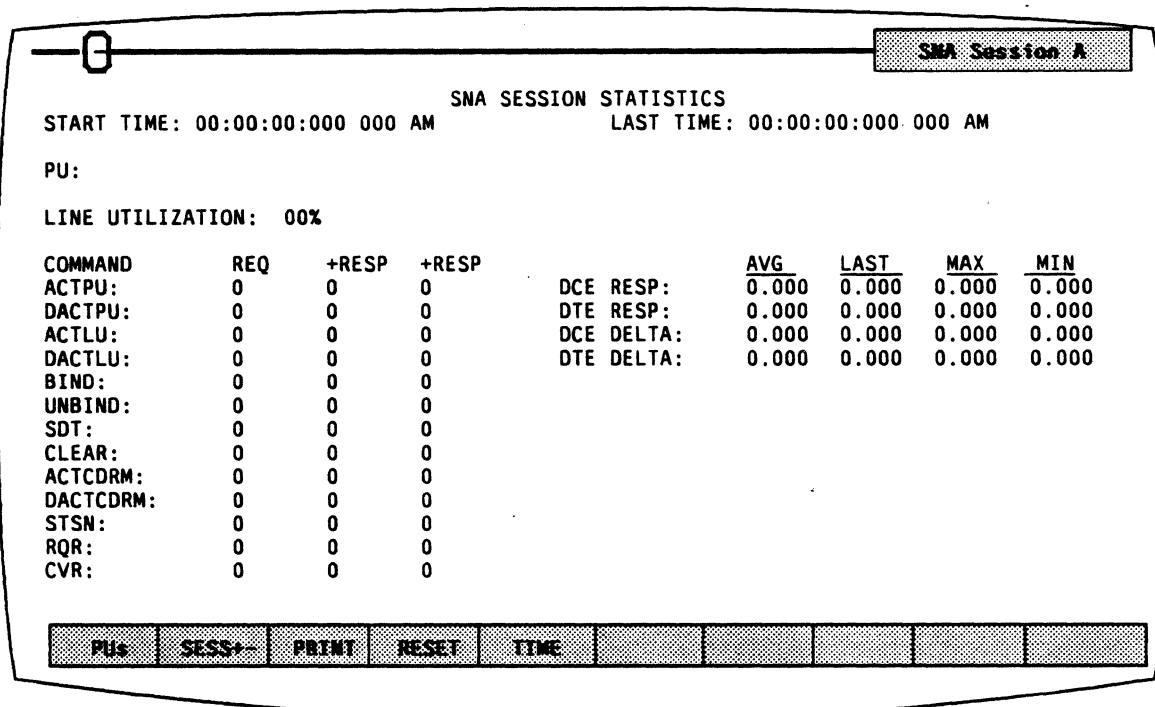 SNA Session A
SNA SESSION STATISTICS
START TIME: 00:00:00:000 000 AM LAST TIME: 00:00:00:000 000 AM
PU:
LINE UTILIZATION: 00%
COMMAND REQ +RESP +RESP AVG LAST MAX MIN
ACTPU: 0 0 0 DCE RESP: 0.000 0.000 0.000 0.000
DACTPU: 0 0 0 DTE RESP: 0.000 0.000 0.000 0.000
ACTLU: 0 0 0 DCE DELTA: 0.000 0.000 0.000 0.000
DACTLU: 0 0 0 DTE DELTA: 0.000 0.000 0.000 0.000
BIND: 0 0 0
UNBIND: 0 0 0
SDT: 0 0 0
CLEAR: 0 0 0
ACTCDRM: 0 0 0
DACTCDRM: 0 0 0
STSN: 0 0 0
RQR: 0 0 0
CVR: 0 0 0
PUs SESS+- PRINT RESET TIME